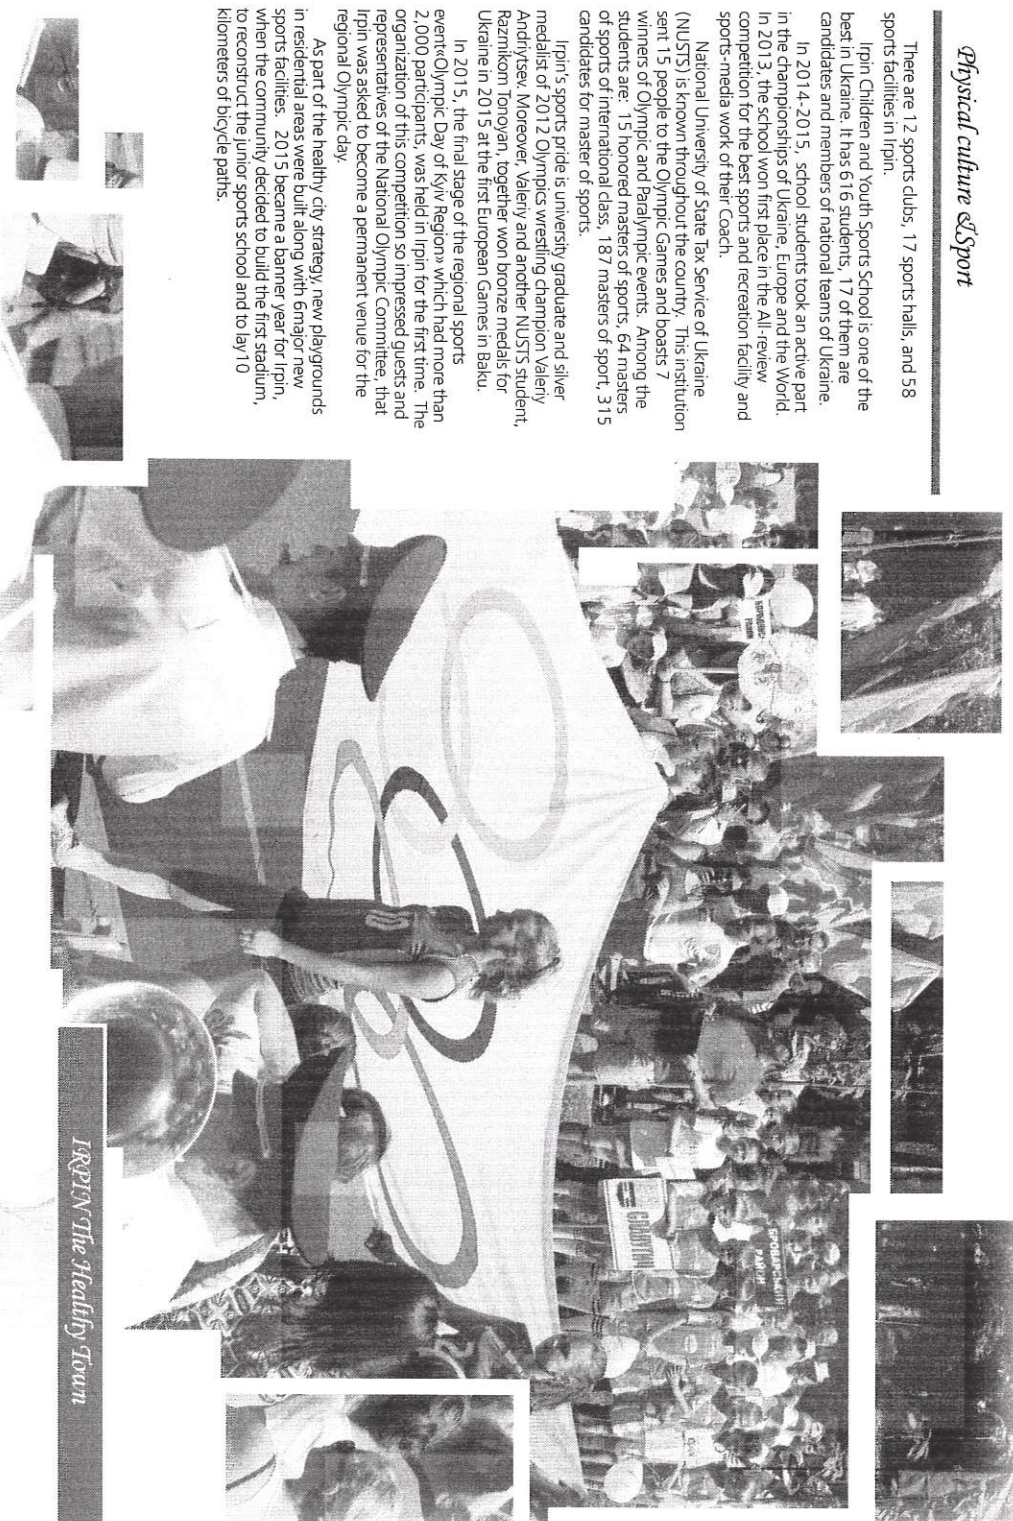 Physical culture &Sport
There are 12 sports clubs, 17 sports halls, and 58
sports facilities in Irpin.
Irpin Children and Youth Sports School is one of the
best in Ukraine. It has 616 students, 17 of them are
candidates and members of national teams of Ukraine.
In 2014-2015, school students took an active part
in the championships of Ukraine, Europe and the World.
In 2013, the school won first place in the All-review
competition for the best sports and recreation facility and
sports-media work of their Coach.
National University of State Tax Service of Ukraine
(NUSTS) is known throughout the country. This institution
sent 15 people to the Olympic Games and boasts 7
winners of Olympic and Paralympic events. Among the
students are: 15 honored masters of sports, 64 masters
of sports of international class, 187 masters of sport, 315
candidates for master of sports.
Irpin's sports pride is university graduate and silver
medalist of 2012 Olympics wrestling champion Valeriy
Andriytsev. Moreover, Valeriy and another NUSTS student,
Razmikom Tonoyan, together won bronze medals for
Ukraine in 2015 at the first European Games in Baku.
In 2015, the final stage of the regional sports
event«Olympic Day of Kyiv Region» which had more than
2,000 participants, was held in Irpin for the first time. The
organization of this competition so impressed guests and
representatives of the National Olympic Committee, that
Irpin was asked to become a permanent venue for the
regional Olympic day.
As part of the healthy city strategy, new playgrounds
in residential areas were built along with 6major new
sports facilities. 2015 became a banner year for Irpin,
when the community decided to build the first stadium,
to reconstruct the junior sports school and to lay10
kilometers of bicycle paths.
БРОВАРСЬКИЙ
РАЙОН
IRPIN The Healthy Town